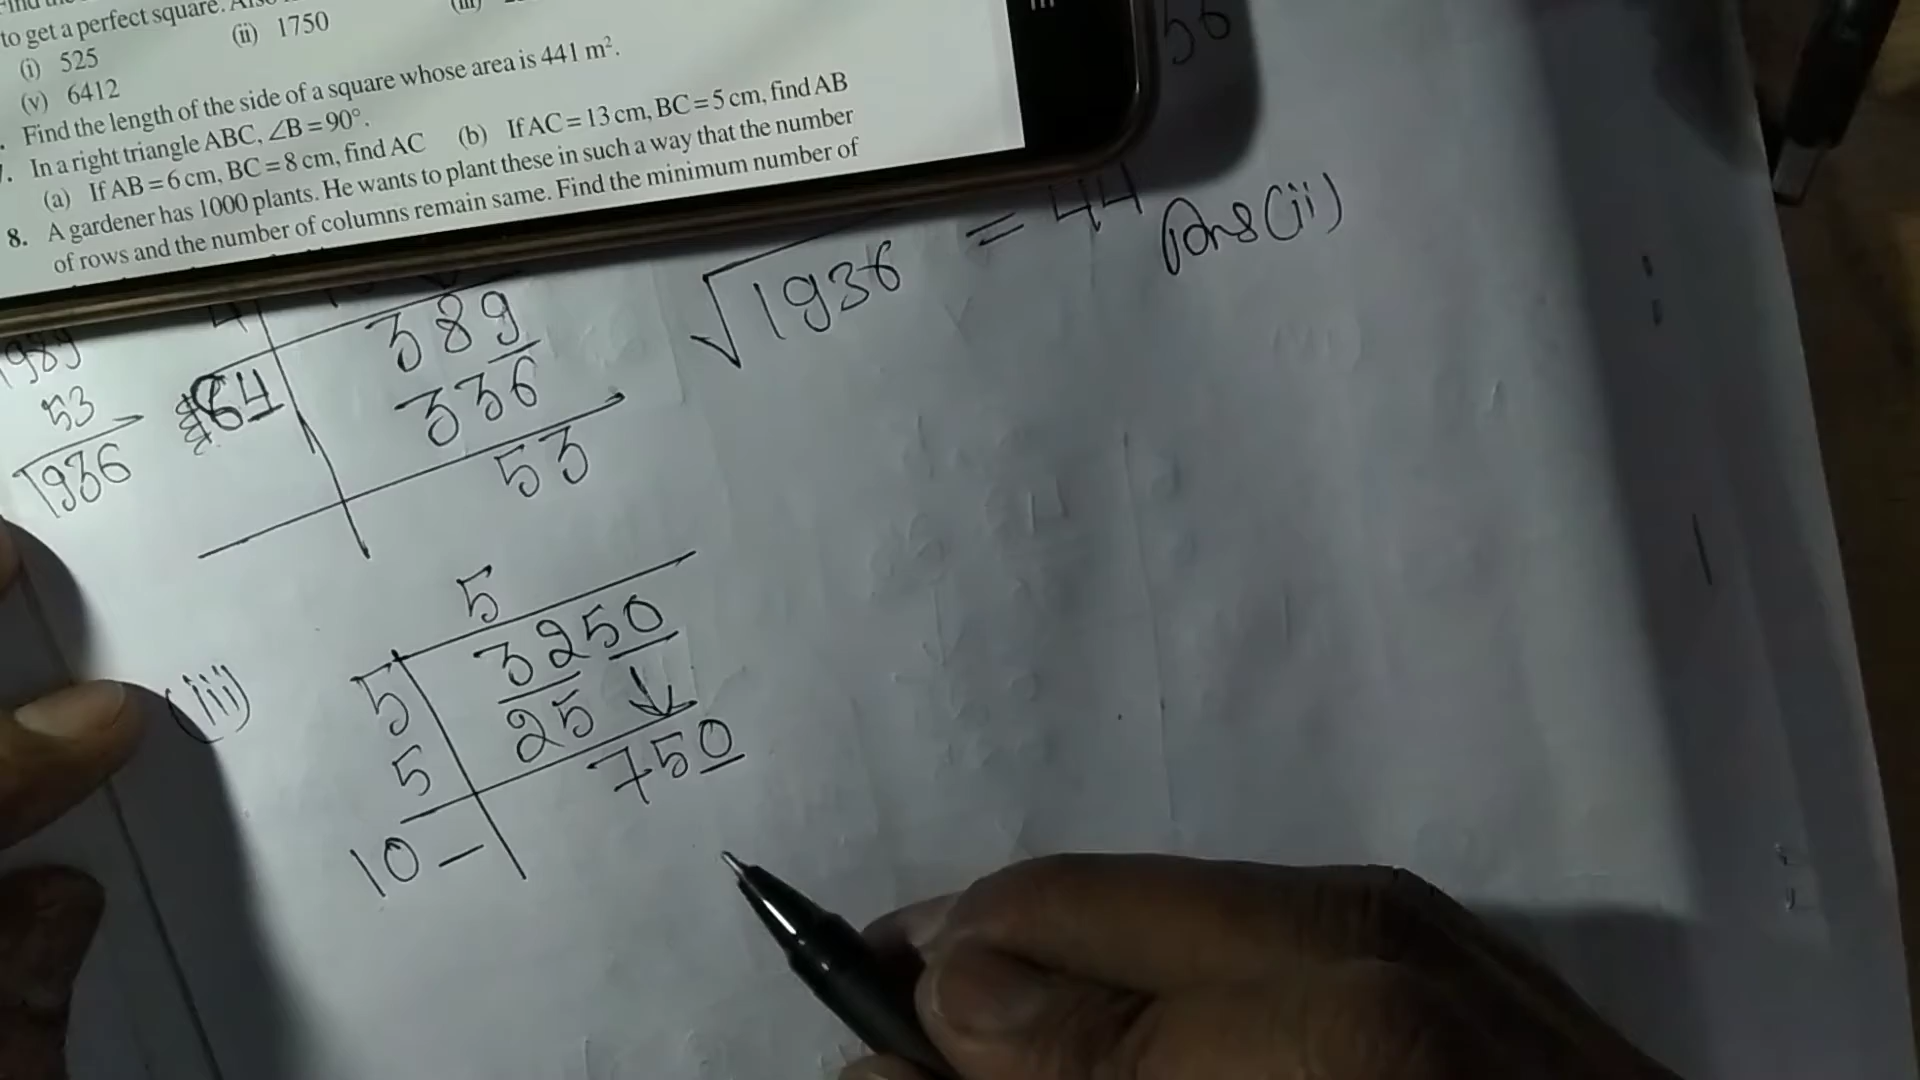 to get a perfect square.
(i) 525 (ii) 1750
(v) 6412
Find the length of the side of a square whose area is 441 m².
In a right triangle ABC, ∠B = 90°.
(a) If AB = 6 cm, BC = 8 cm, find AC (b) If AC = 13 cm, BC = 5 cm, find AB
8. A gardener has 1000 plants. He wants to plant these in such a way that the number
of rows and the number of columns remain same. Find the minimum number of
√1936 = 44 Ans (ii)
1989
53
1936
4
389
84 336
53
(iii)
5
5 3250
5 25
750
10 –
56